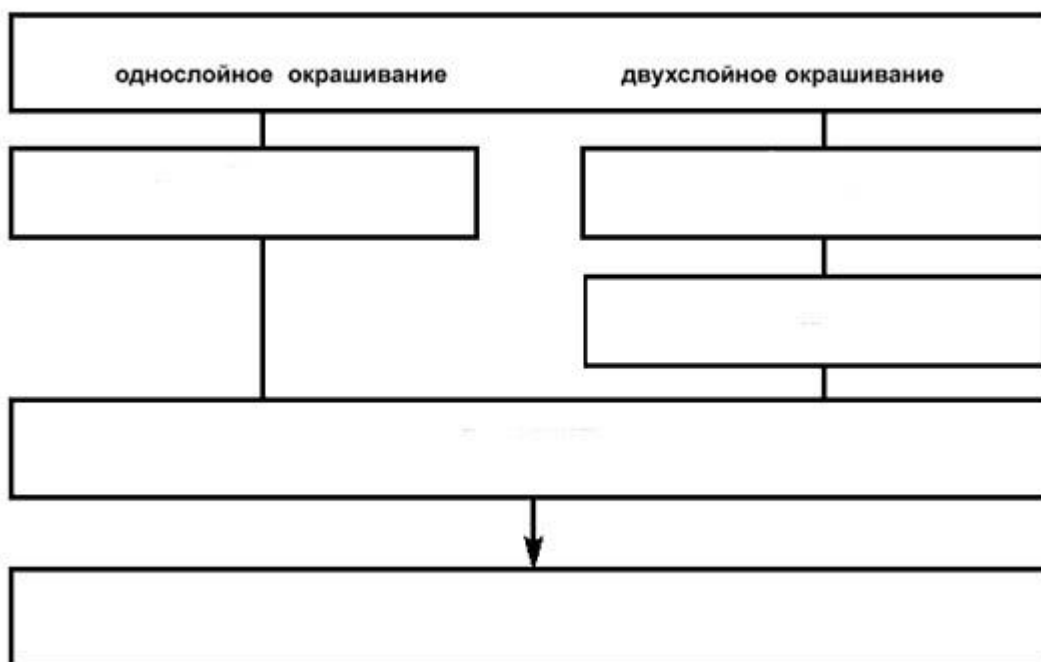 однослойное окрашивание
двухслойное окрашивание